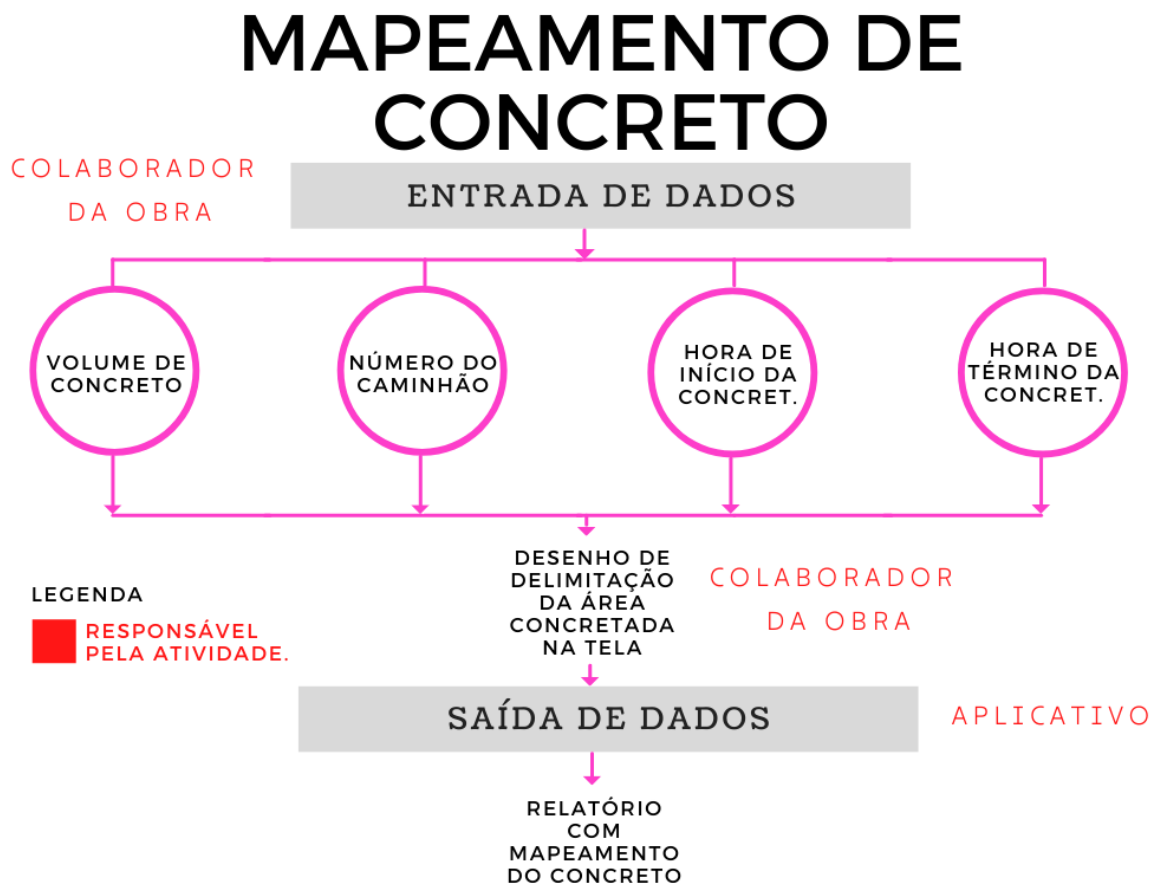 MAPEAMENTO DE
CONCRETO
COLABORADOR
DA OBRA
ENTRADA DE DADOS
VOLUME DE
CONCRETO
NÚMERO DO
CAMINHÃO
HORA DE
INÍCIO DA
CONCRET.
HORA DE
TÉRMINO DA
CONCRET.
DESENHO DE
DELIMITAÇÃO
DA ÁREA
CONCRETADA
NA TELA
COLABORADOR
DA OBRA
LEGENDA
RESPONSÁVEL
PELA ATIVIDADE.
SAÍDA DE DADOS
APLICATIVO
RELATÓRIO
COM
MAPEAMENTO
DO CONCRETO